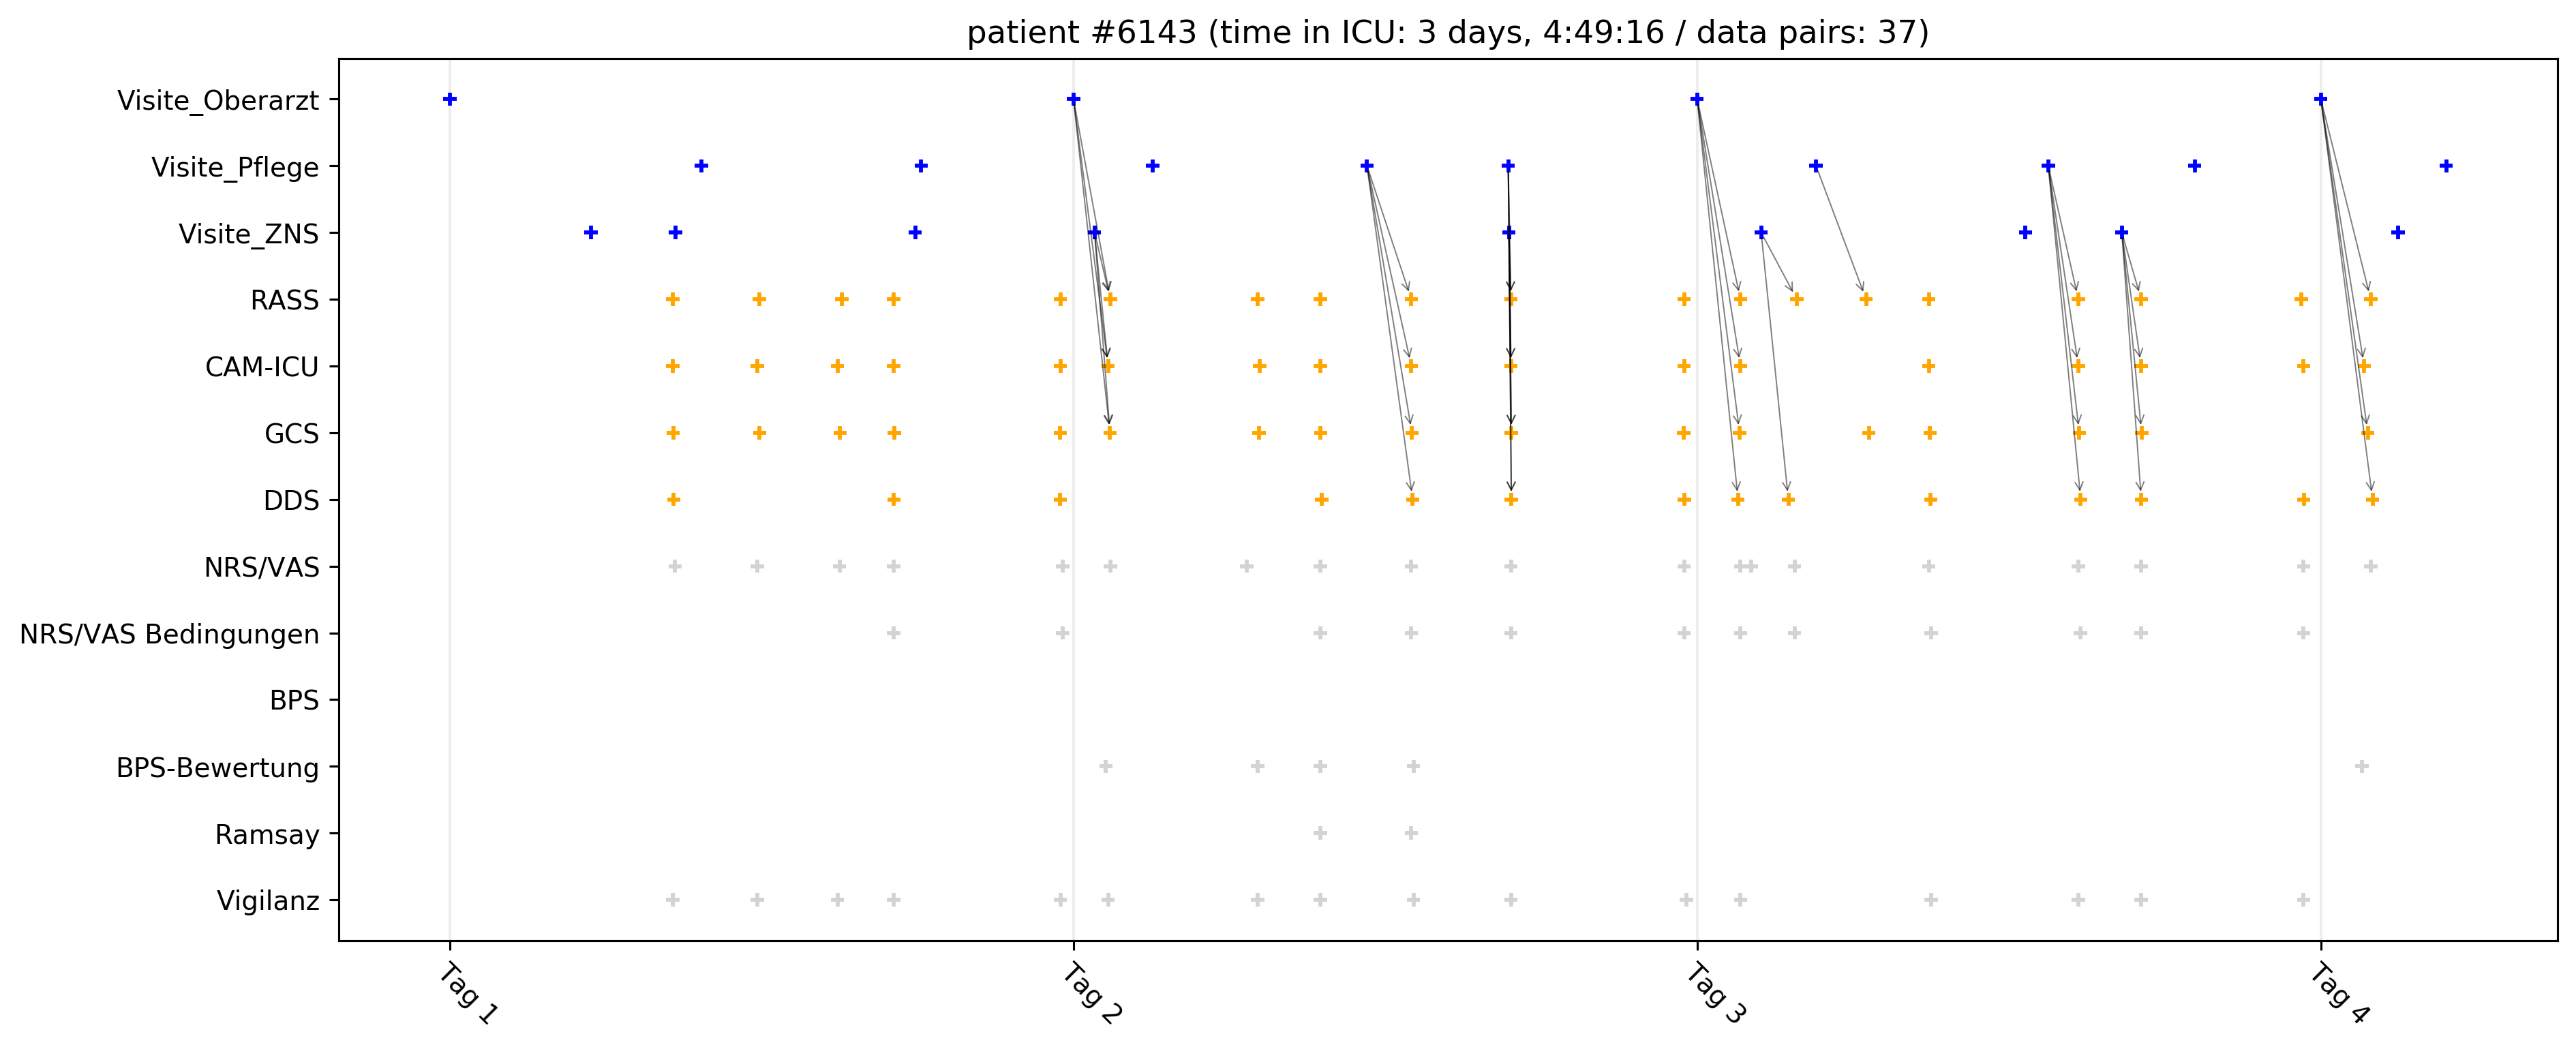 patient #6143 (time in ICU: 3 days, 4:49:16 / data pairs: 37)
Visite_Oberarzt
Visite_Pflege
Visite_ZNS
RASS
CAM-ICU
GCS
DDS
NRS/VAS
NRS/VAS Bedingungen
BPS
BPS-Bewertung
Ramsay
Vigilanz
Tag 1
Tag 2
Tag 3
Tag 4